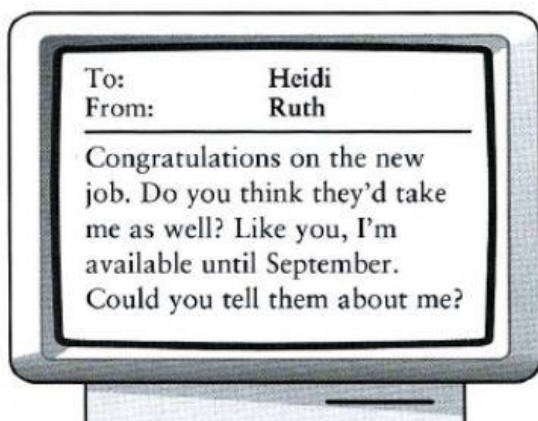 To: Heidi
From: Ruth
Congratulations on the new
job. Do you think they'd take
me as well? Like you, I'm
available until September.
Could you tell them about me?